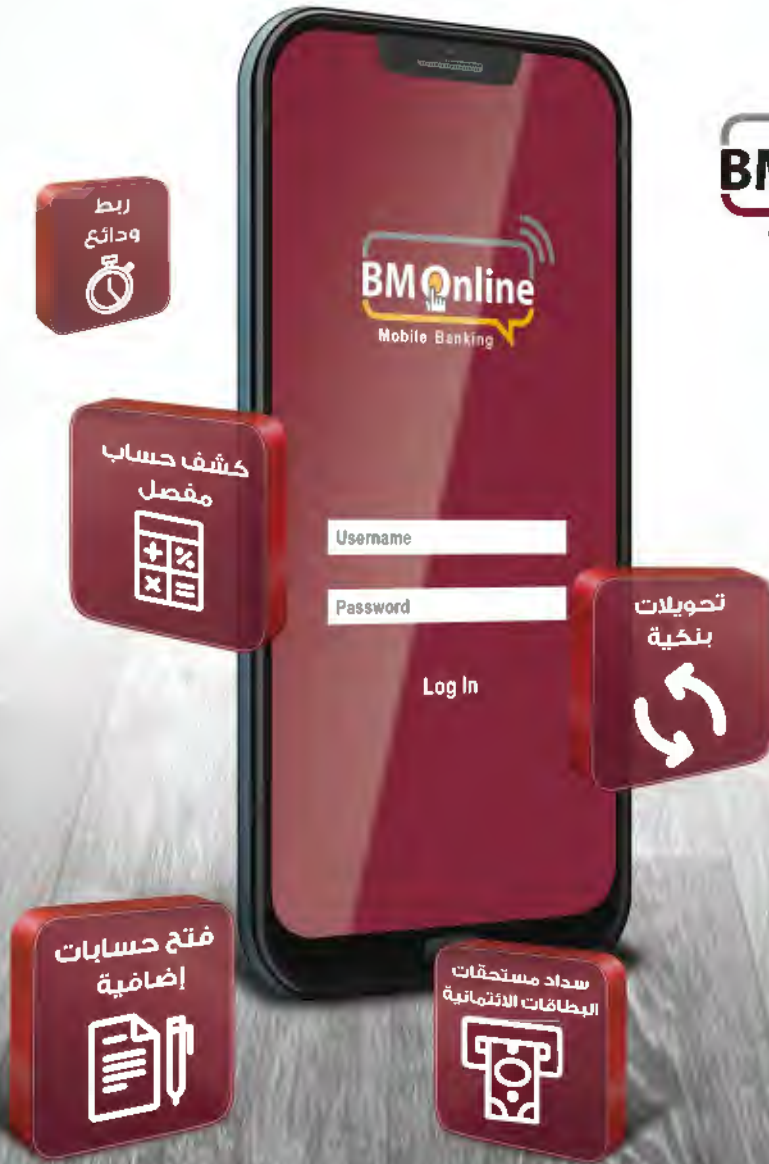 BM
ربط
ودائع
BM Online
Mobile Banking
كشف حساب
مفصل
Username
Password
Log In
تحويلات
بنكية
فتح حسابات
إضافية
سداد مستحقات
البطاقات الائتمانية